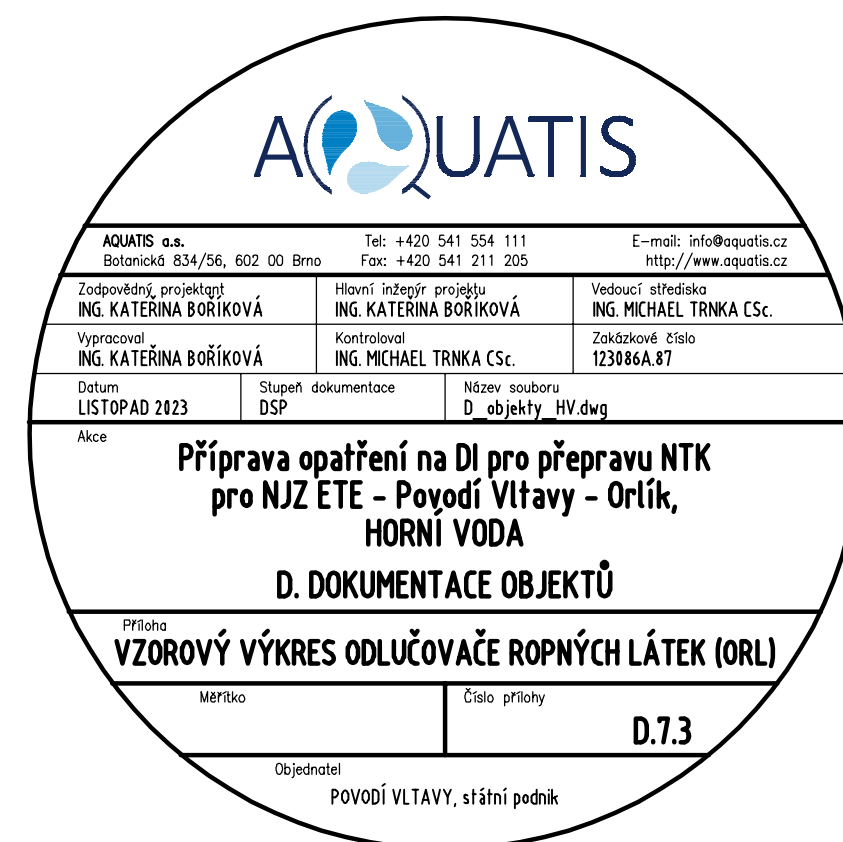 AQUATIS
AQUATIS a.s. Tel: +420 541 554 111 E-mail: info@aquatis.cz
Botanická 834/56, 602 00 Brno Fax: +420 541 211 205 http://www.aquatis.cz
Zodpovědný projektant Hlavní inženýr projektu Vedoucí střediska
ING. KATEŘINA BOŘÍKOVÁ ING. KATEŘINA BOŘÍKOVÁ ING. MICHAEL TRNKA CSc.
Vypracoval Kontroloval Zakázkové číslo
ING. KATEŘINA BOŘÍKOVÁ ING. MICHAEL TRNKA CSc. 123086A.87
Datum Stupeň dokumentace Název souboru
LISTOPAD 2023 DSP D_objekty_HV.dwg
Akce
Příprava opatření na DI pro přepravu NTK
pro NJZ ETE - Povodí Vltavy - Orlík,
HORNÍ VODA
D. DOKUMENTACE OBJEKTŮ
Příloha
VZOROVÝ VÝKRES ODLUČOVAČE ROPNÝCH LÁTEK (ORL)
Měřítko Číslo přílohy
D.7.3
Objednatel
POVODÍ VLTAVY, státní podnik